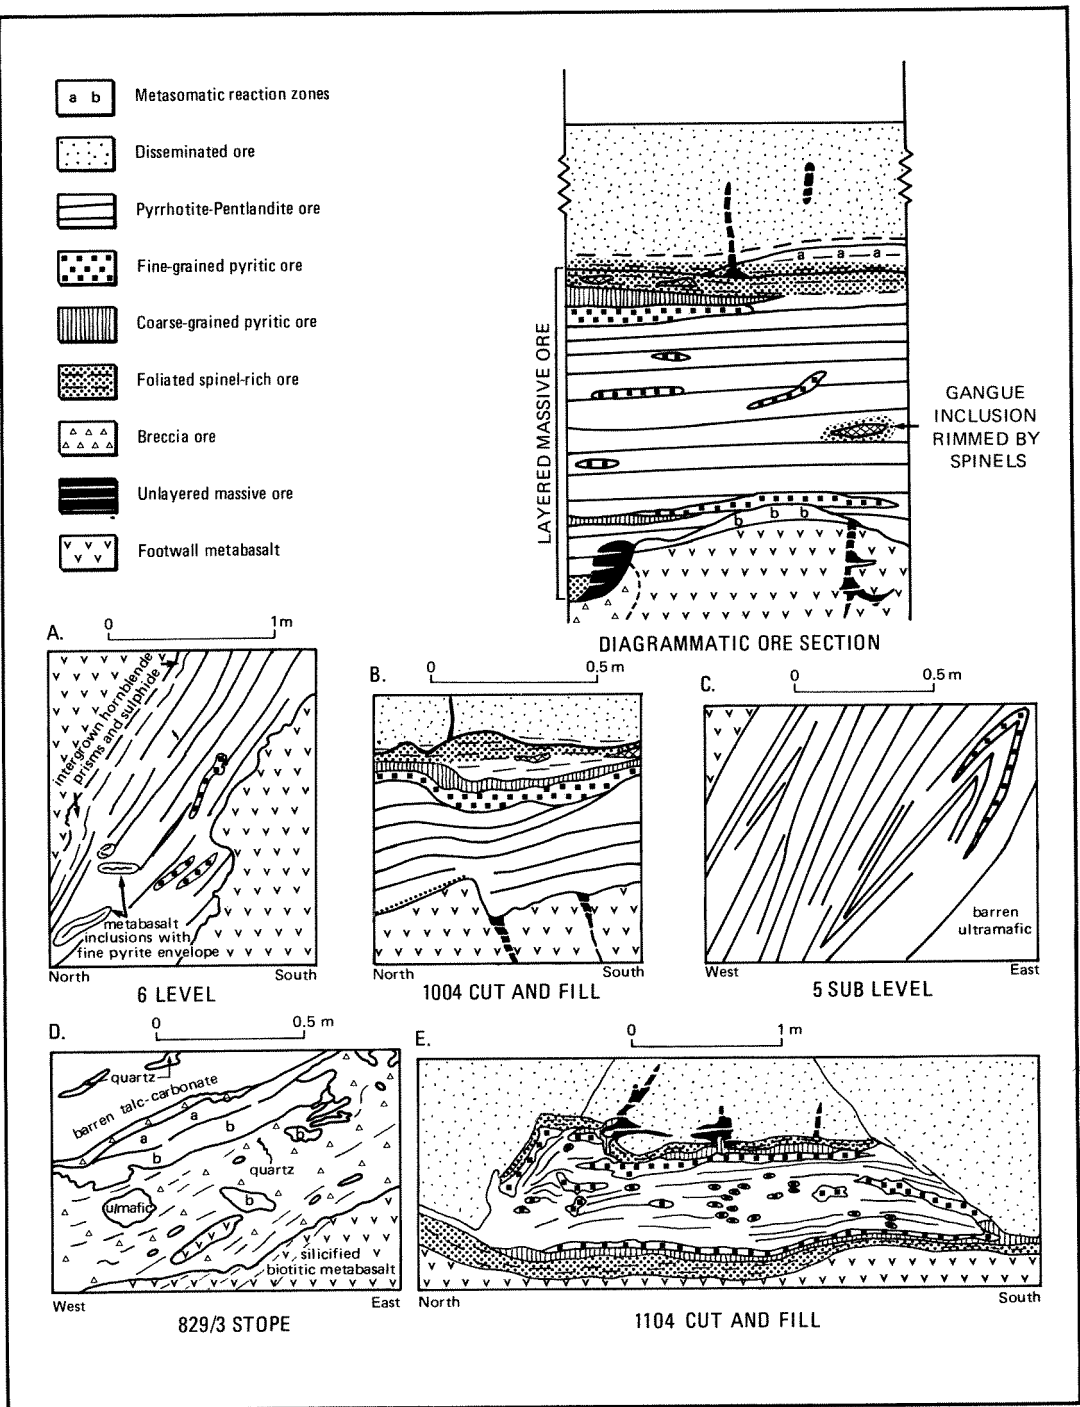 a b Metasomatic reaction zones
Disseminated ore
Pyrrhotite-Pentlandite ore
Fine-grained pyritic ore
Coarse-grained pyritic ore
Foliated spinel-rich ore
Breccia ore
Unlayered massive ore
Footwall metabasalt
a a a
LAYERED MASSIVE ORE
GANGUE
INCLUSION
RIMMED BY
SPINELS
b b b
DIAGRAMMATIC ORE SECTION
A.
0 1m
intergrown hornblende
prisms and sulphide
metabasalt
inclusions with
fine pyrite envelope
North South
6 LEVEL
B.
0 0.5 m
North South
1004 CUT AND FILL
C.
0 0.5 m
barren
ultramafic
West East
5 SUB LEVEL
D.
0 0.5 m
quartz
barren talc-carbonate
a a b b b
quartz
u/mafic
b
silicified
biotitic metabasalt
West East
829/3 STOPE
E.
0 1 m
North South
1104 CUT AND FILL